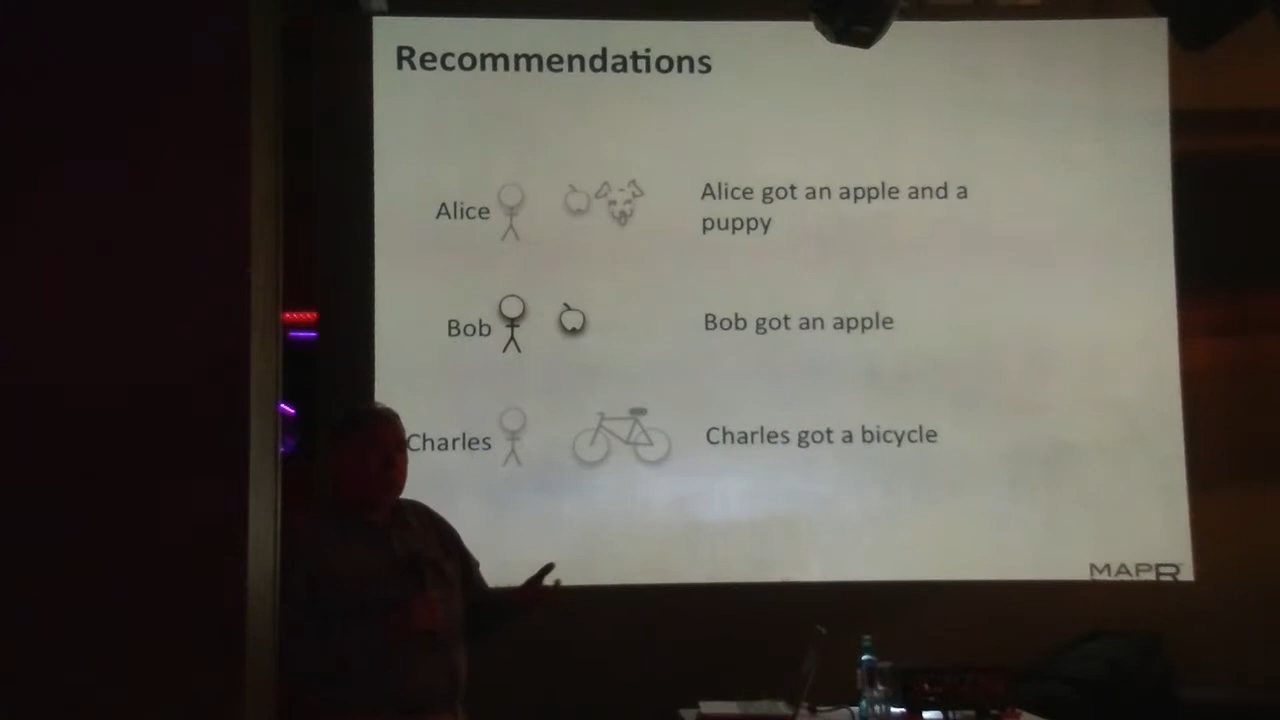 Recommendations
Alice
Alice got an apple and a
puppy
Bob
Bob got an apple
Charles
Charles got a bicycle
MAPR